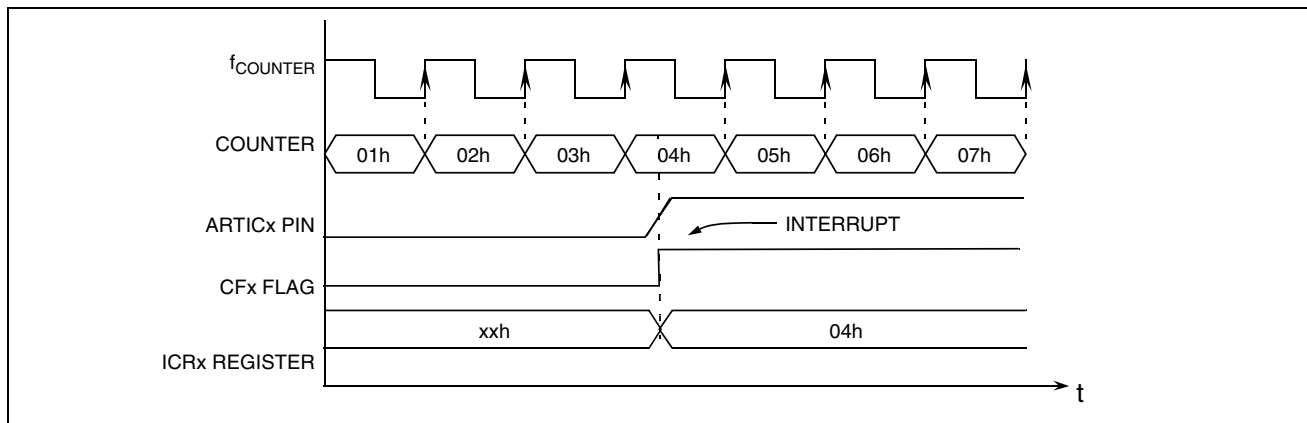 fCOUNTER
COUNTER
01h 02h 03h 04h 05h 06h 07h
ARTICx PIN
INTERRUPT
CFx FLAG
xxh 04h
ICRx REGISTER
t